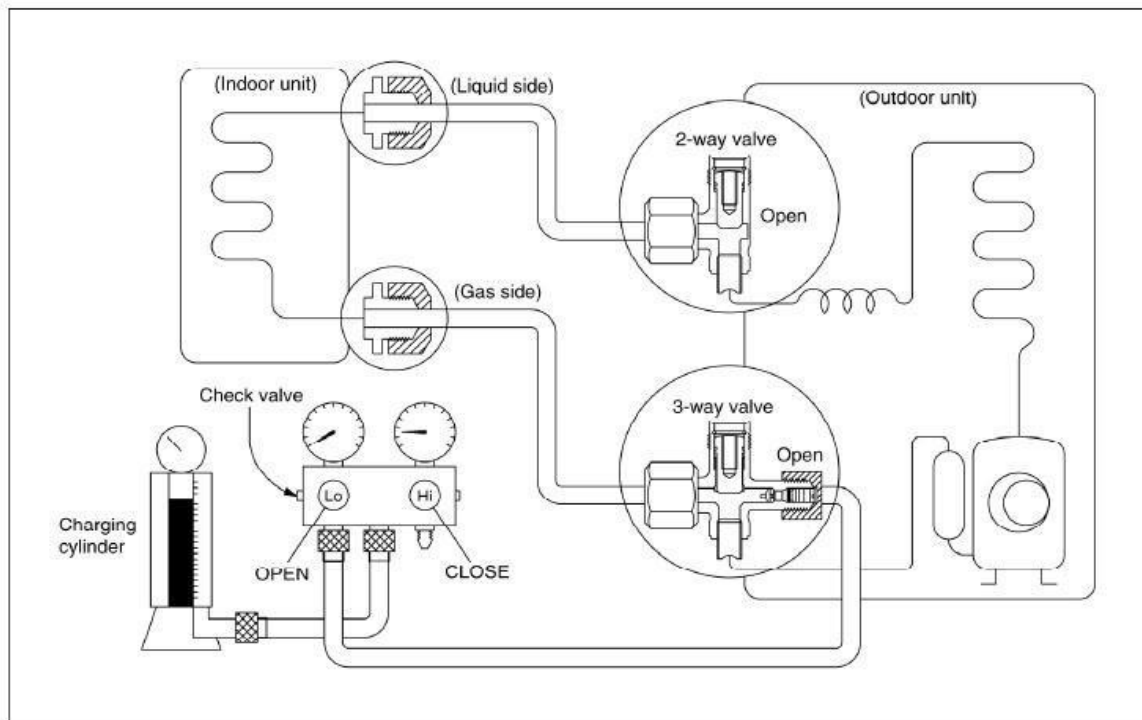 (Indoor unit)
(Liquid side)
(Outdoor unit)
2-way valve
Open
(Gas side)
Check valve
3-way valve
Open
Lo
Hi
Charging
cylinder
OPEN
CLOSE